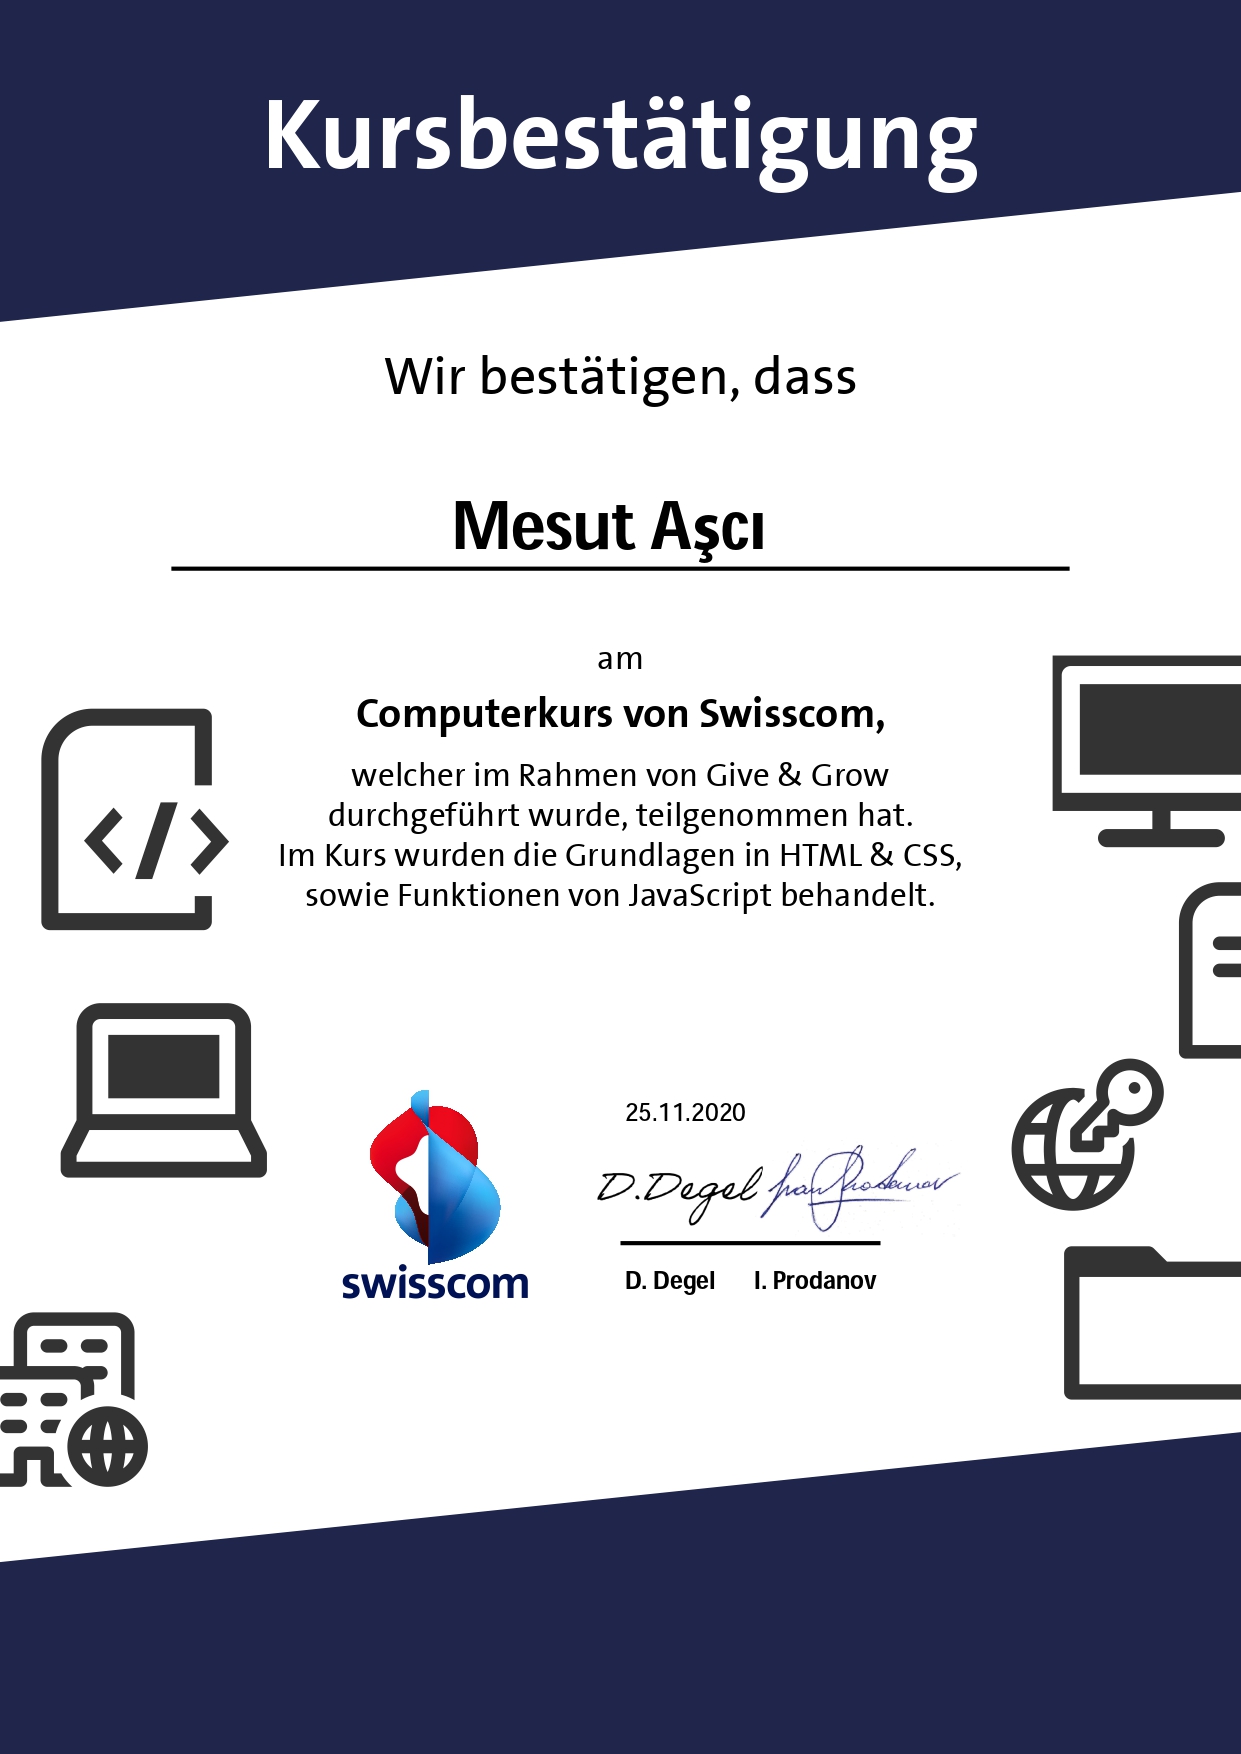 Kursbestätigung
Wir bestätigen, dass
Mesut Aşcı
am
Computerkurs von Swisscom,
welcher im Rahmen von Give & Grow
durchgeführt wurde, teilgenommen hat.
Im Kurs wurden die Grundlagen in HTML & CSS,
sowie Funktionen von JavaScript behandelt.
25.11.2020
D.Degel Ivan Prodanov
swisscom
D. Degel I. Prodanov